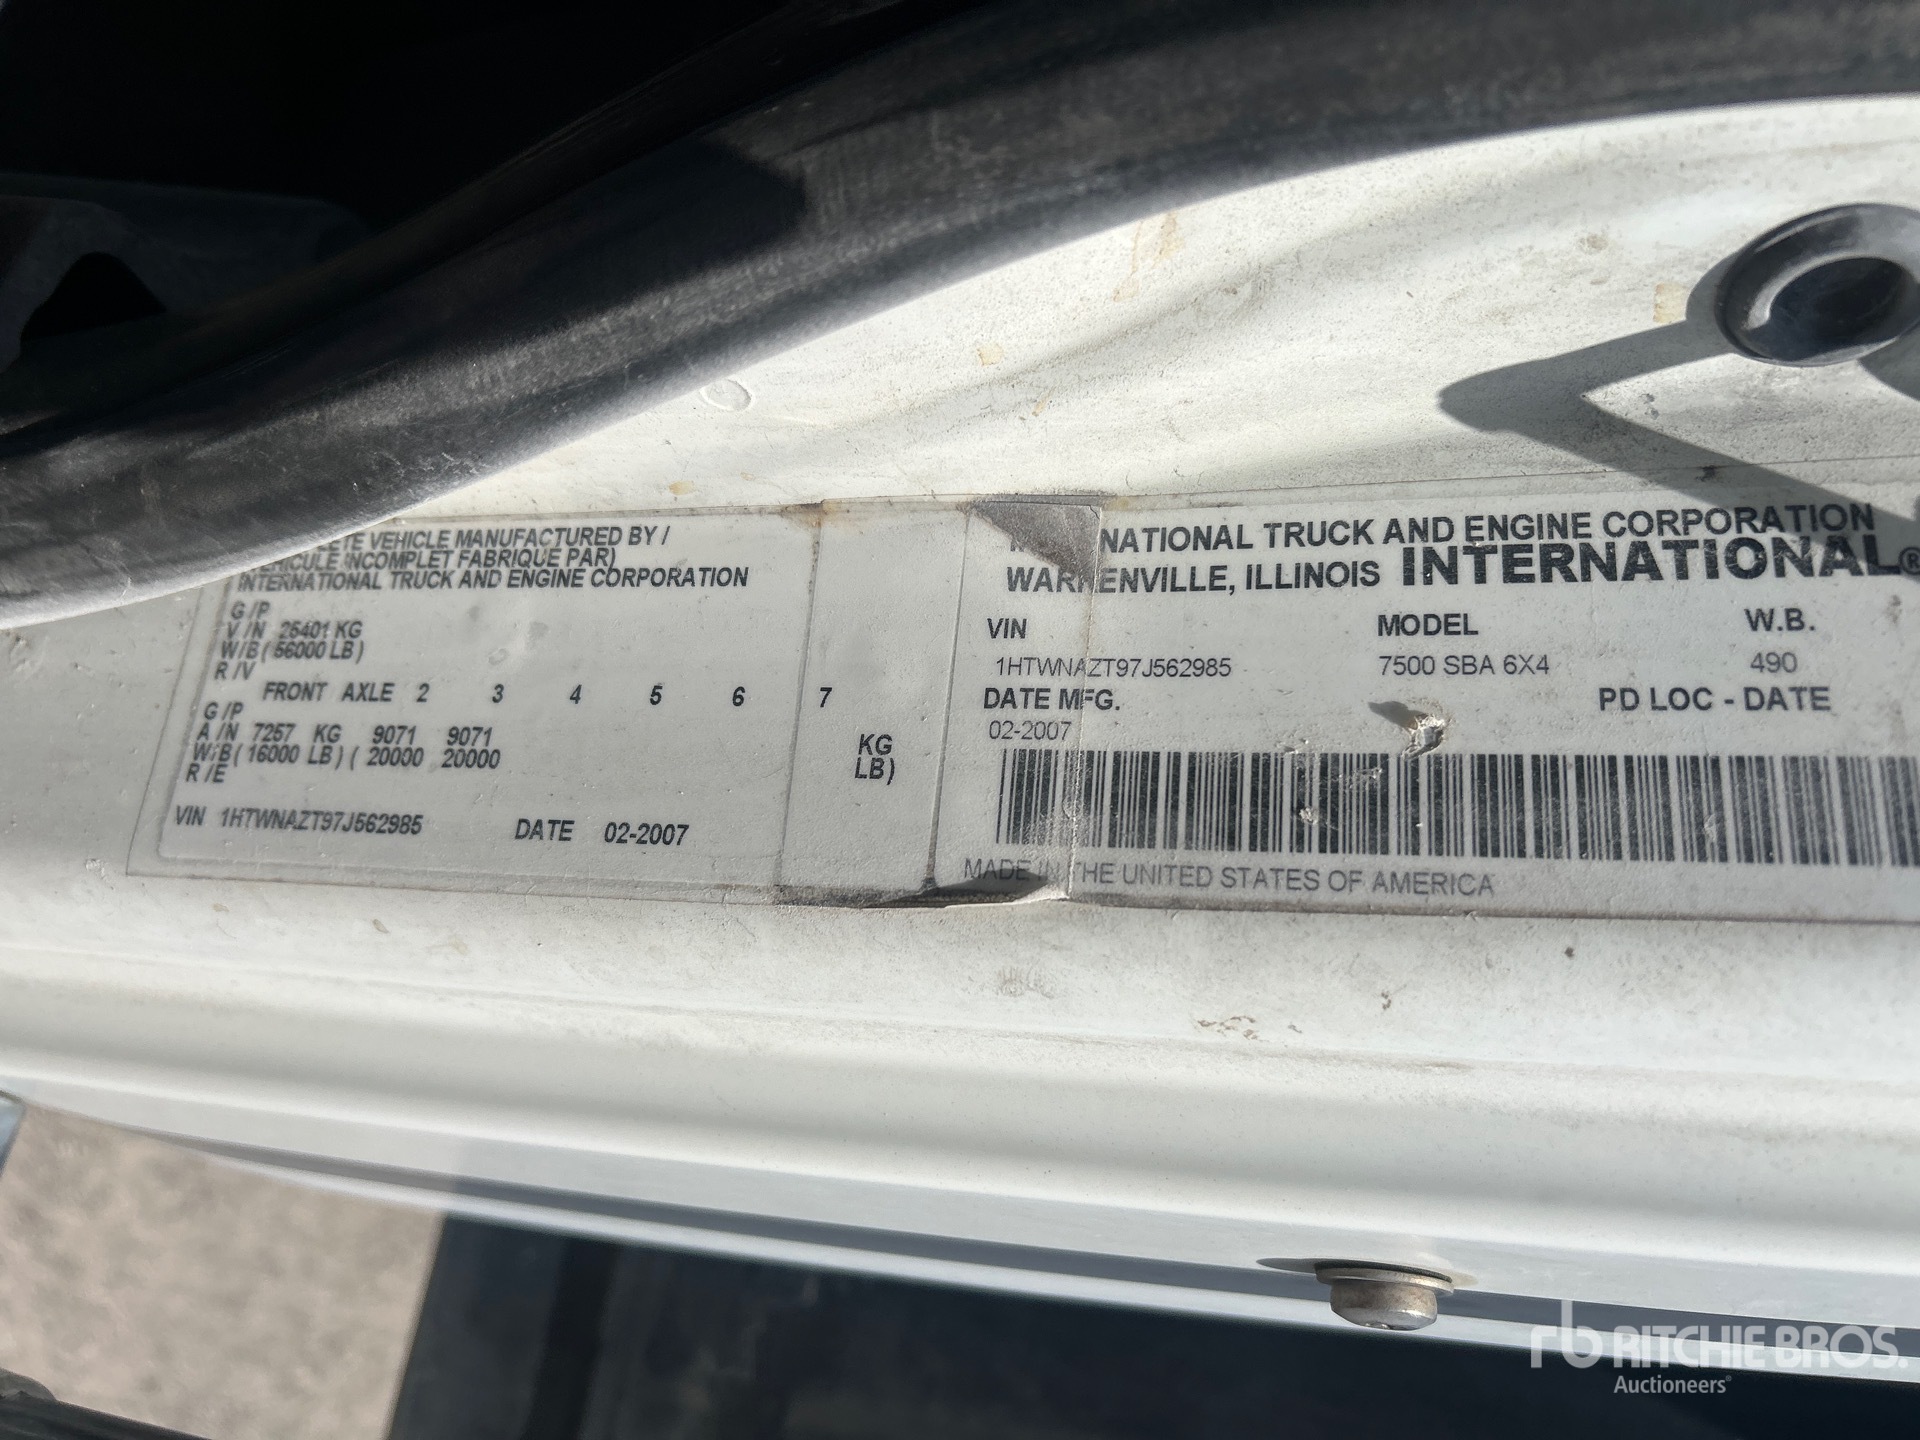 VEHICLE MANUFACTURED BY /
INCOMPLET FABRIQUE PAR)
INTERNATIONAL TRUCK AND ENGINE CORPORATION
G /P
V /N 25401 KG
W/B ( 56000 LB)
R /V
FRONT AXLE 2 3 4 5 6 7
G /P
A /N 7257 KG 9071 9071 KG
W/B ( 16000 LB) ( 20000 20000 LB)
R /E
VIN 1HTWNAZT97J562985 DATE 02-2007
INTERNATIONAL TRUCK AND ENGINE CORPORATION
WARRENVILLE, ILLINOIS INTERNATIONAL®
VIN MODEL W.B.
1HTWNAZT97J562985 7500 SBA 6X4 490
DATE MFG. PD LOC - DATE
02-2007
MADE IN THE UNITED STATES OF AMERICA
rb RITCHIE BROS.
Auctioneers®